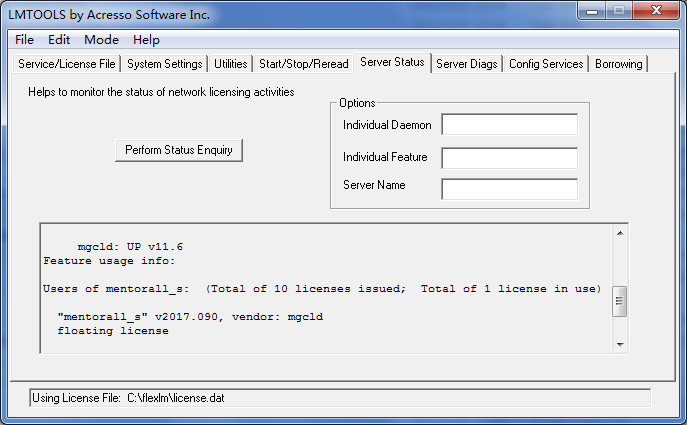 LMTOOLS by Acresso Software Inc.
File Edit Mode Help
Service/License File System Settings Utilities Start/Stop/Reread Server Status Server Diags Config Services Borrowing
Helps to monitor the status of network licensing activities
Options
Individual Daemon
Perform Status Enquiry
Individual Feature
Server Name
mgcld: UP v11.6
Feature usage info:
Users of mentorall_s:  (Total of 10 licenses issued;  Total of 1 license in use)
"mentorall_s" v2017.090, vendor: mgcld
floating license
Using License File:  C:\flexlm\license.dat